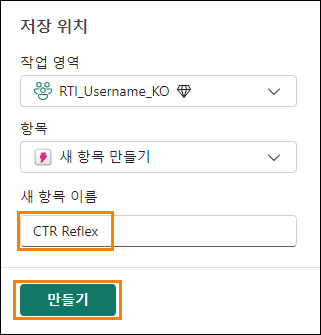 저장 위치
작업 영역
RTI_Username_KO
항목
새 항목 만들기
새 항목 이름
CTR Reflex
만들기